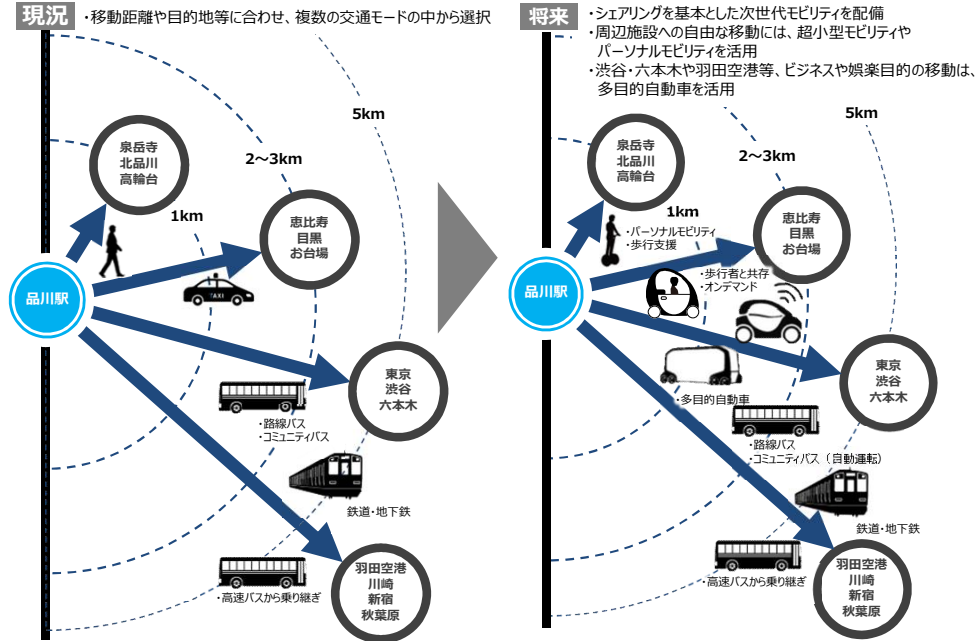 現況
・移動距離や目的地等に合わせ、複数の交通モードの中から選択
5km
2～3km
1km
泉岳寺
北品川
高輪台
恵比寿
目黒
お台場
TAXI
品川駅
東京
渋谷
六本木
・路線バス
・コミュニティバス
鉄道・地下鉄
・高速バスから乗り継ぎ
羽田空港
川崎
新宿
秋葉原
将来
・シェアリングを基本とした次世代モビリティを配備
・周辺施設への自由な移動には、超小型モビリティや
パーソナルモビリティを活用
・渋谷・六本木や羽田空港等、ビジネスや娯楽目的の移動は、
多目的自動車を活用
5km
2～3km
1km
泉岳寺
北品川
高輪台
恵比寿
目黒
お台場
・パーソナルモビリティ
・歩行支援
・歩行者と共存
・オンデマンド
品川駅
東京
渋谷
六本木
・多目的自動車
・路線バス
・コミュニティバス（自動運転）
鉄道・地下鉄
・高速バスから乗り継ぎ
羽田空港
川崎
新宿
秋葉原